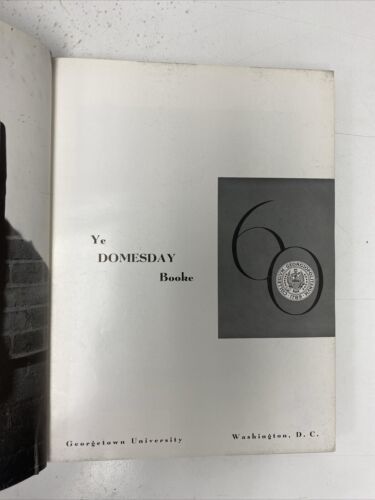 Ye
DOMESDAY
Booke
60
Georgetown University
Washington, D. C.